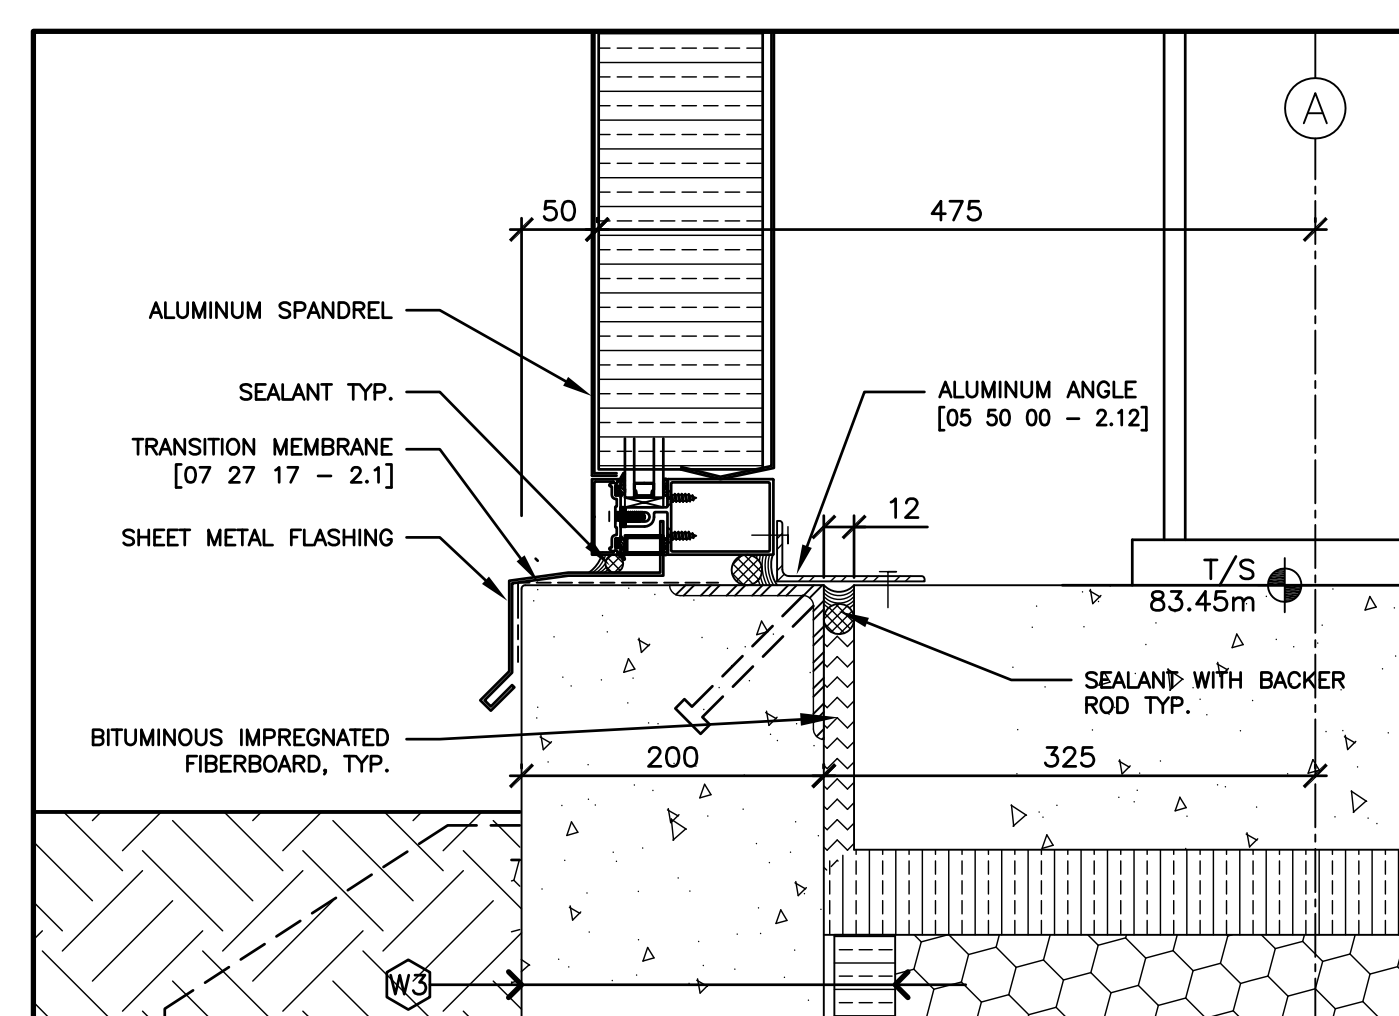 A
50
475
ALUMINUM SPANDREL
SEALANT TYP.
ALUMINUM ANGLE
[05 50 00 - 2.12]
TRANSITION MEMBRANE
[07 27 17 - 2.1]
12
SHEET METAL FLASHING
T/S
83.45m
SEALANT WITH BACKER
ROD TYP.
BITUMINOUS IMPREGNATED
FIBERBOARD, TYP.
200
325
W3